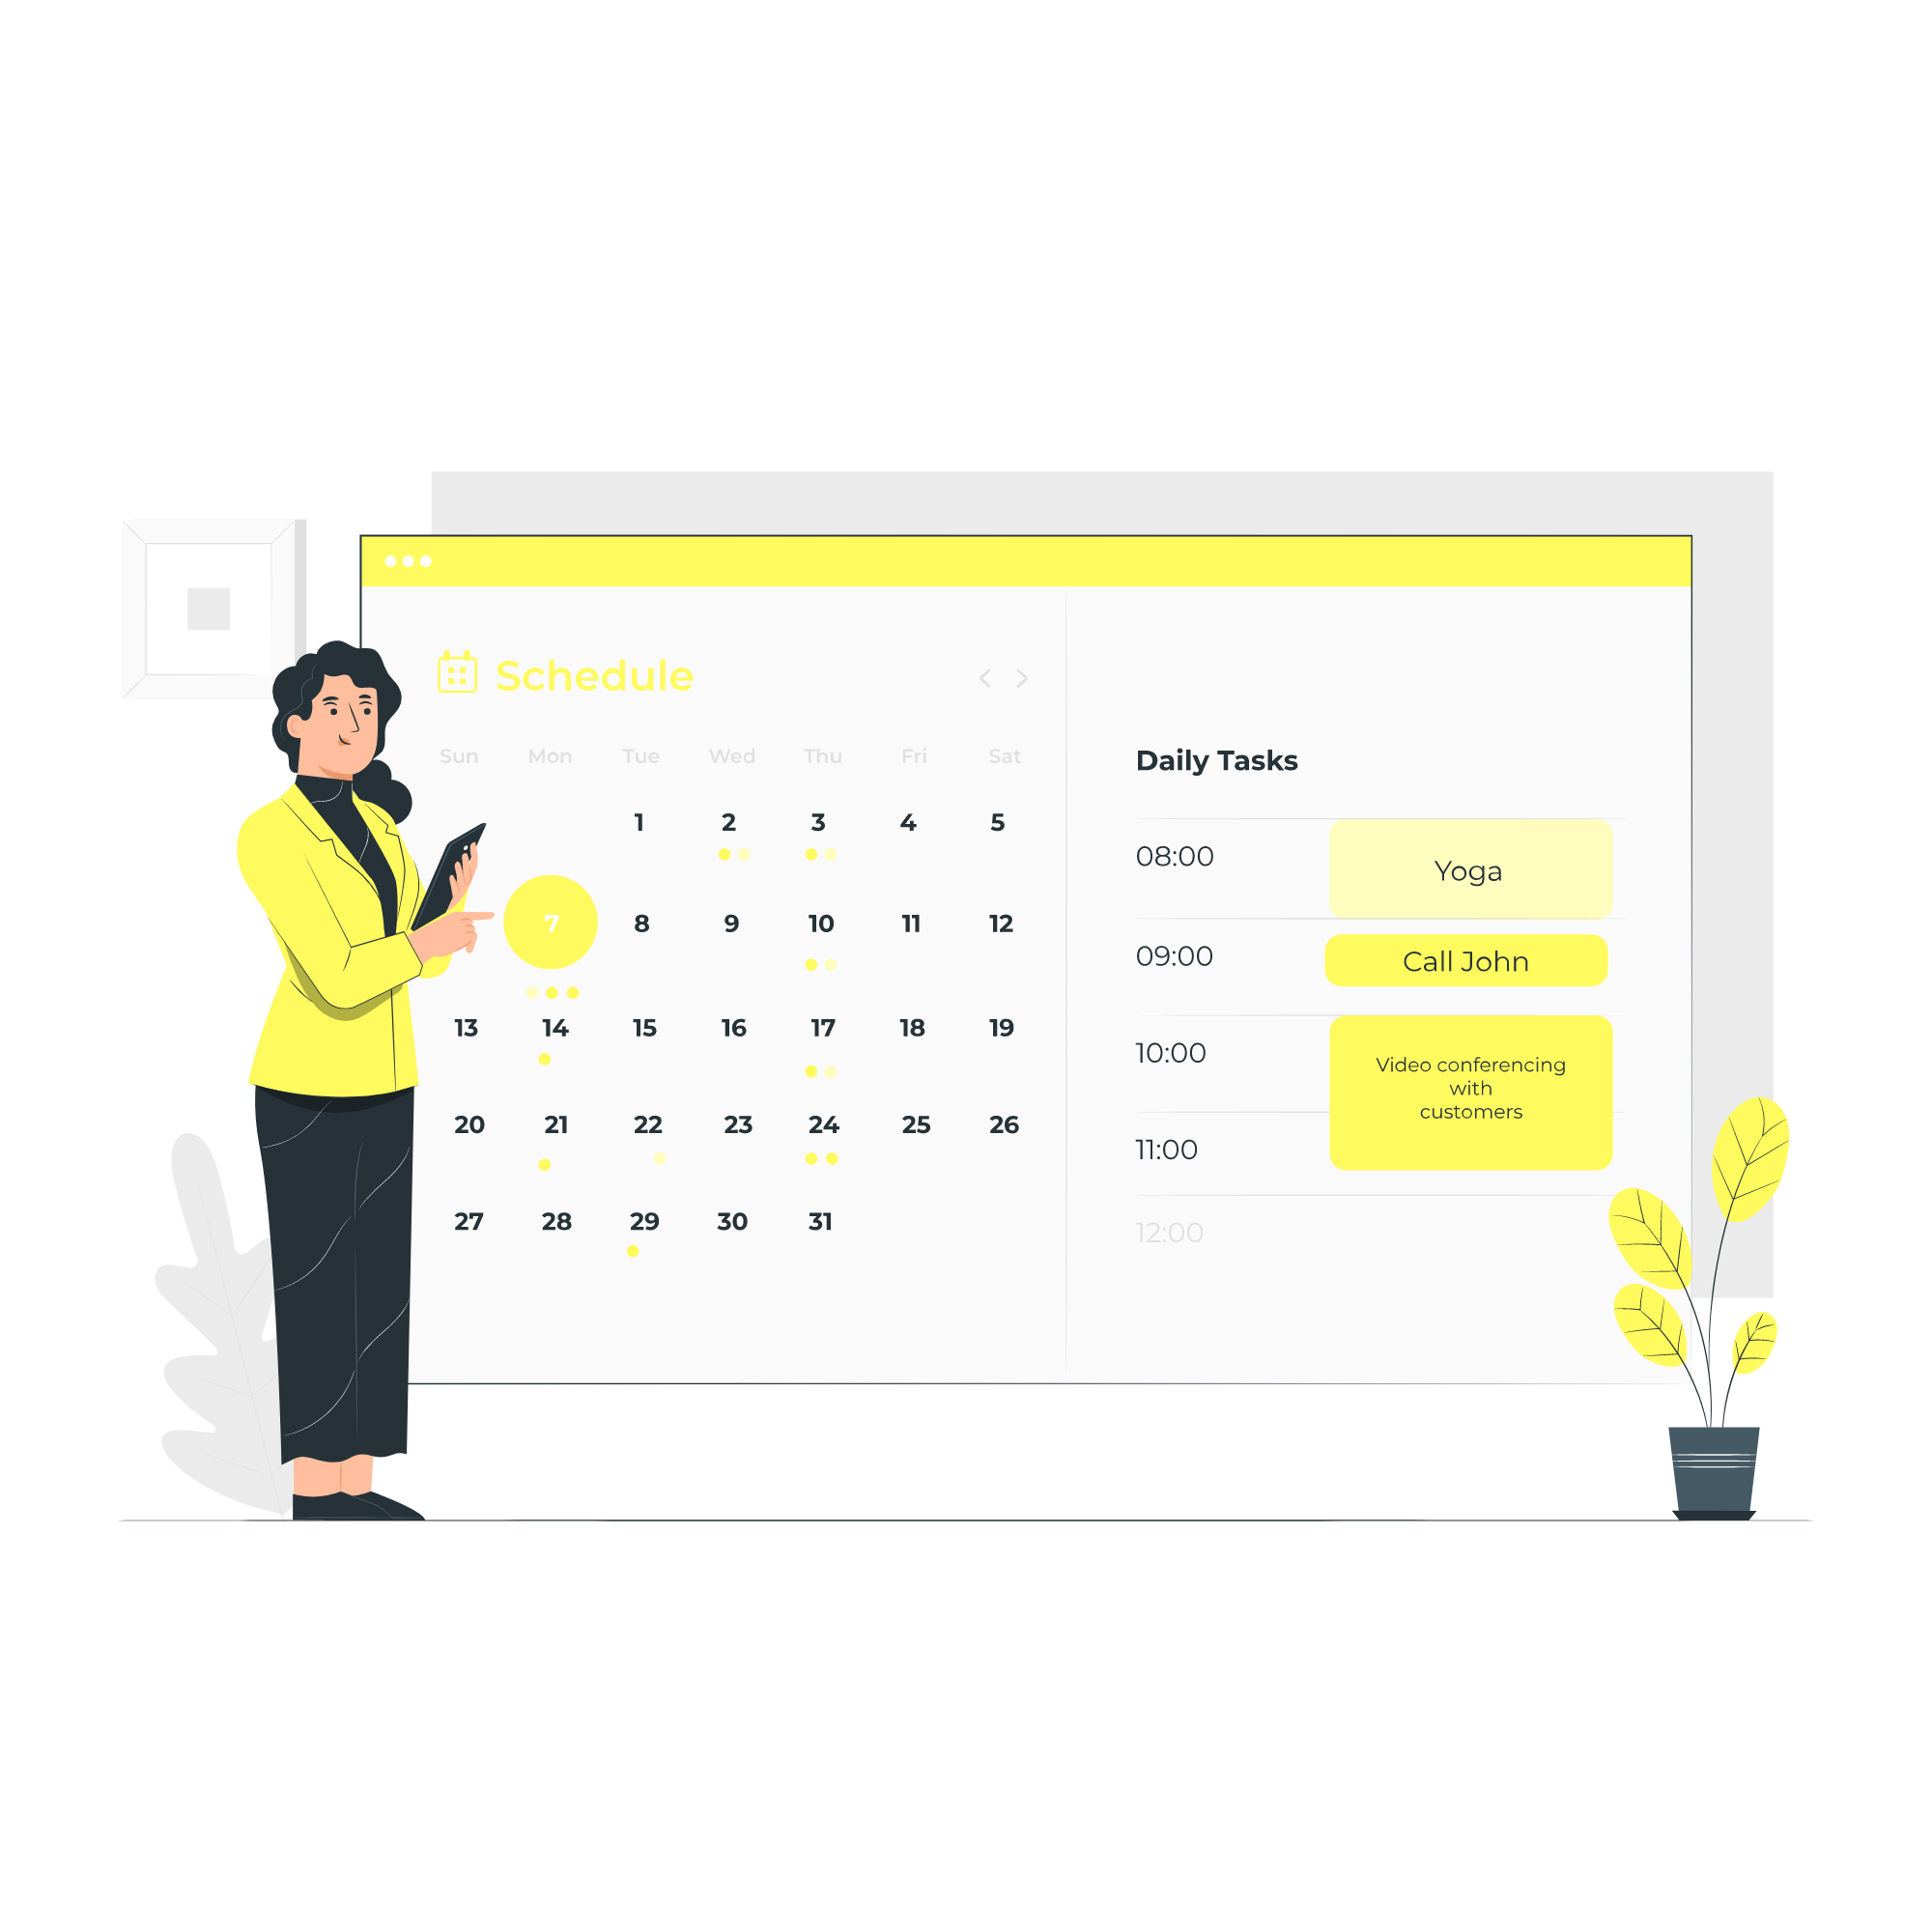 Schedule
Sun Mon Tue Wed Thu Fri Sat
1 2 3 4 5
7 8 9 10 11 12
13 14 15 16 17 18 19
20 21 22 23 24 25 26
27 28 29 30 31
Daily Tasks
08:00 Yoga
09:00 Call John
10:00 Video conferencing
with
customers
11:00
12:00